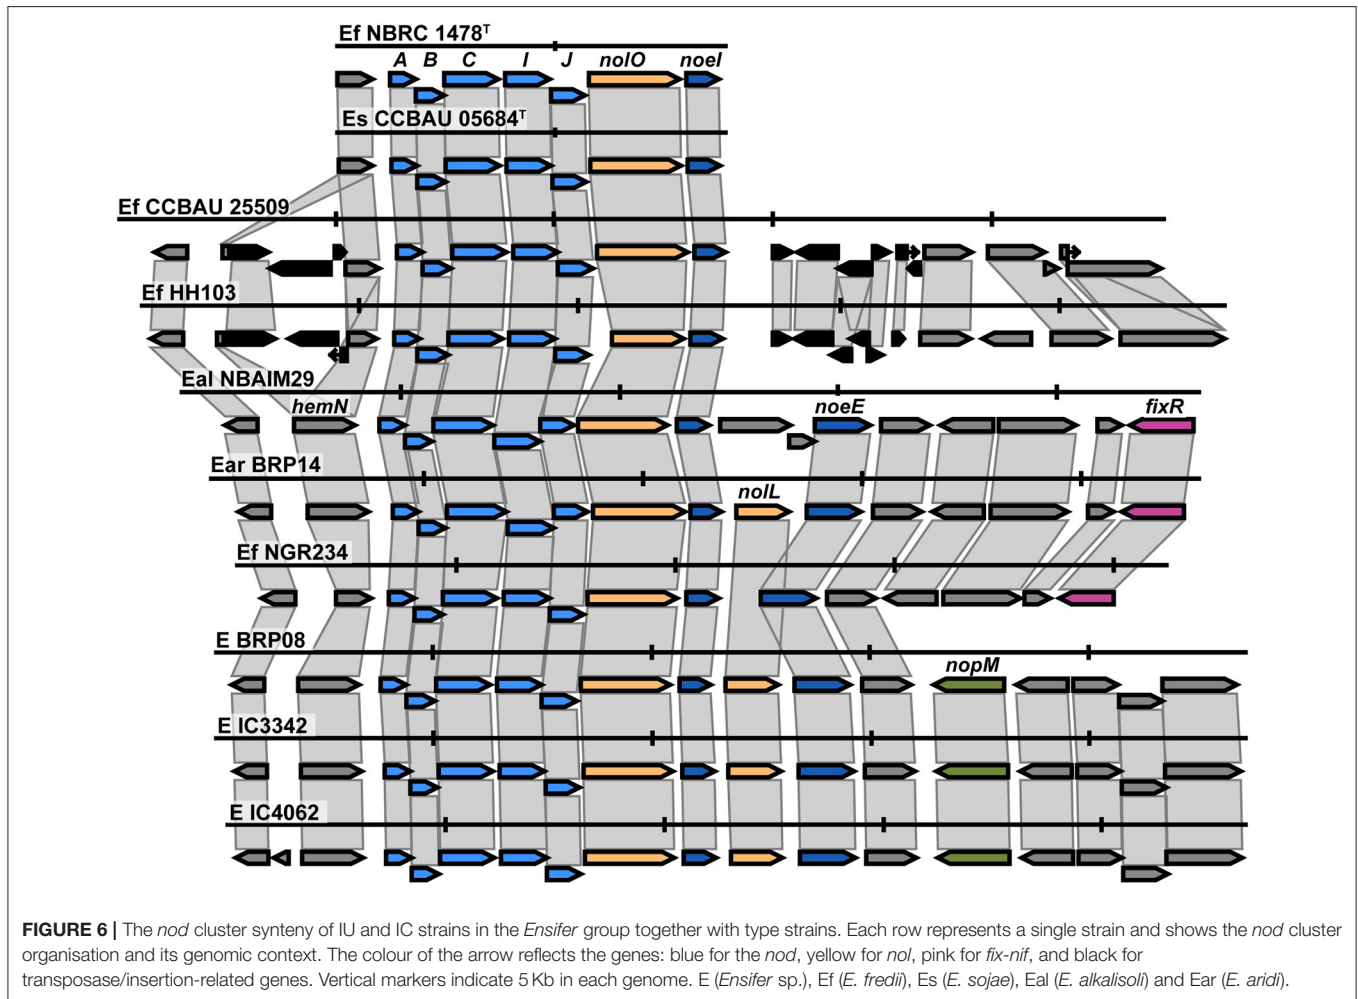 Ef NBRC 1478ᵀ
A B C I J nolO noeI
Es CCBAU 05684ᵀ
Ef CCBAU 25509
Ef HH103
Eal NBAIM29
hemN noeE fixR
Ear BRP14
nolL
Ef NGR234
E BRP08
nopM
E IC3342
E IC4062
FIGURE 6 | The nod cluster synteny of IU and IC strains in the Ensifer group together with type strains. Each row represents a single strain and shows the nod cluster
organisation and its genomic context. The colour of the arrow reflects the genes: blue for the nod, yellow for nol, pink for fix-nif, and black for
transposase/insertion-related genes. Vertical markers indicate 5 Kb in each genome. E (Ensifer sp.), Ef (E. fredii), Es (E. sojae), Eal (E. alkalisoli) and Ear (E. aridi).